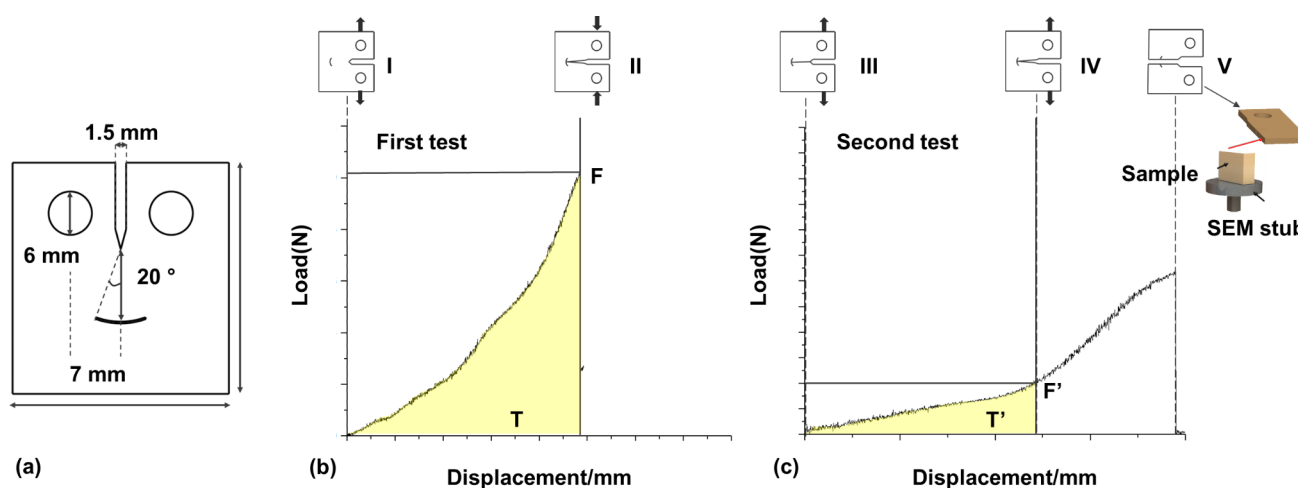 1.5 mm
6 mm
20 °
7 mm
(a)
I
II
First test
F
Load(N)
T
Displacement/mm
(b)
III
IV
V
Second test
Sample
SEM stub
F’
Load(N)
T’
Displacement/mm
(c)